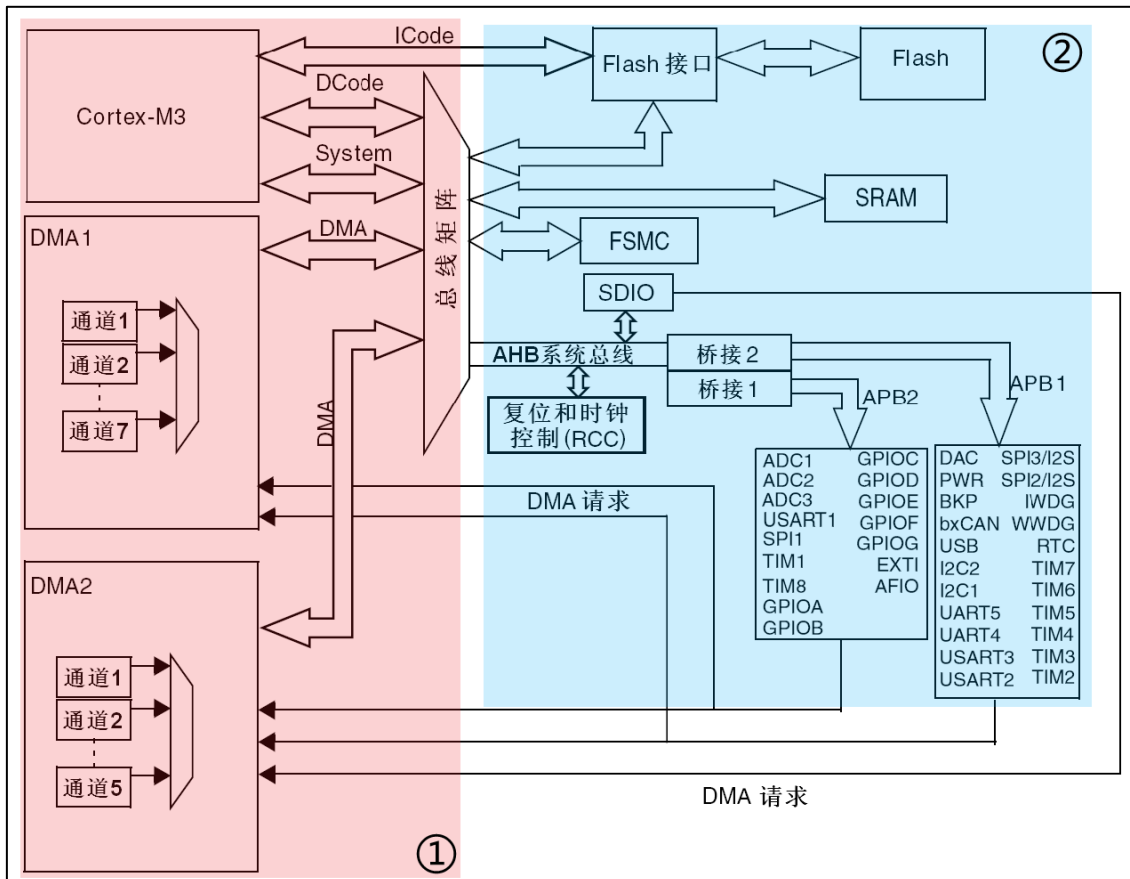 ICode
Flash 接口
Flash
②
Cortex-M3
DCode
System
总线矩阵
SRAM
DMA1
DMA
FSMC
SDIO
通道1
通道2
通道7
AHB系统总线
桥接2
桥接1
APB2
APB1
复位和时钟
控制(RCC)
DMA
DMA 请求
ADC1 GPIOC
ADC2 GPIOD
ADC3 GPIOE
USART1 GPIOF
SPI1 GPIOG
TIM1 EXTI
TIM8 AFIO
GPIOA
GPIOB
DAC SPI3/I2S
PWR SPI2/I2S
BKP IWDG
bxCAN WWDG
USB RTC
I2C2 TIM7
I2C1 TIM6
UART5 TIM5
UART4 TIM4
USART3 TIM3
USART2 TIM2
DMA2
通道1
通道2
通道5
DMA 请求
①